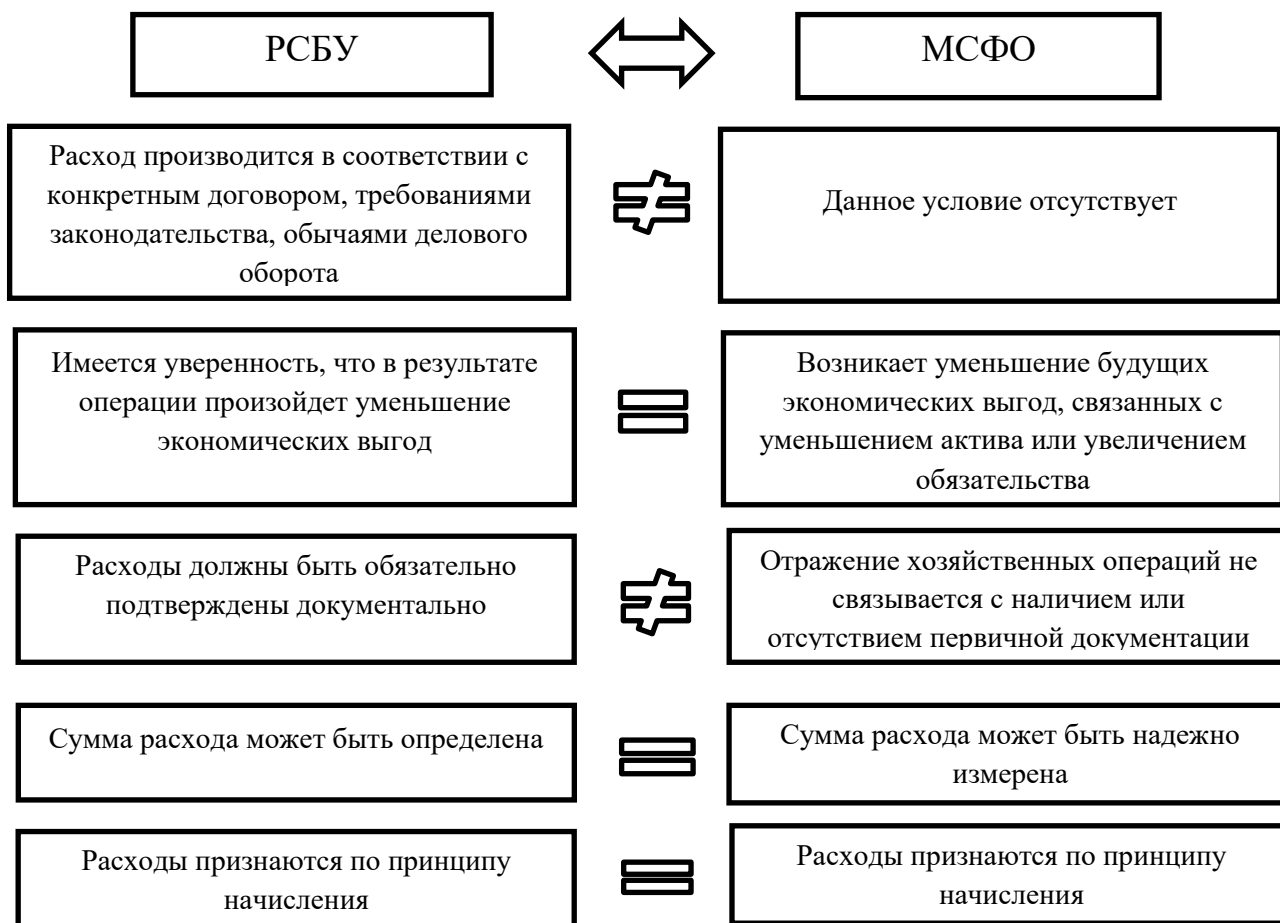 РСБУ
МСФО
Расход производится в соответствии с
конкретным договором, требованиями
законодательства, обычаями делового
оборота
Данное условие отсутствует
Имеется уверенность, что в результате
операции произойдет уменьшение
экономических выгод
Возникает уменьшение будущих
экономических выгод, связанных с
уменьшением актива или увеличением
обязательства
Расходы должны быть обязательно
подтверждены документально
Отражение хозяйственных операций не
связывается с наличием или
отсутствием первичной документации
Сумма расхода может быть определена
Сумма расхода может быть надежно
измерена
Расходы признаются по принципу
начисления
Расходы признаются по принципу
начисления